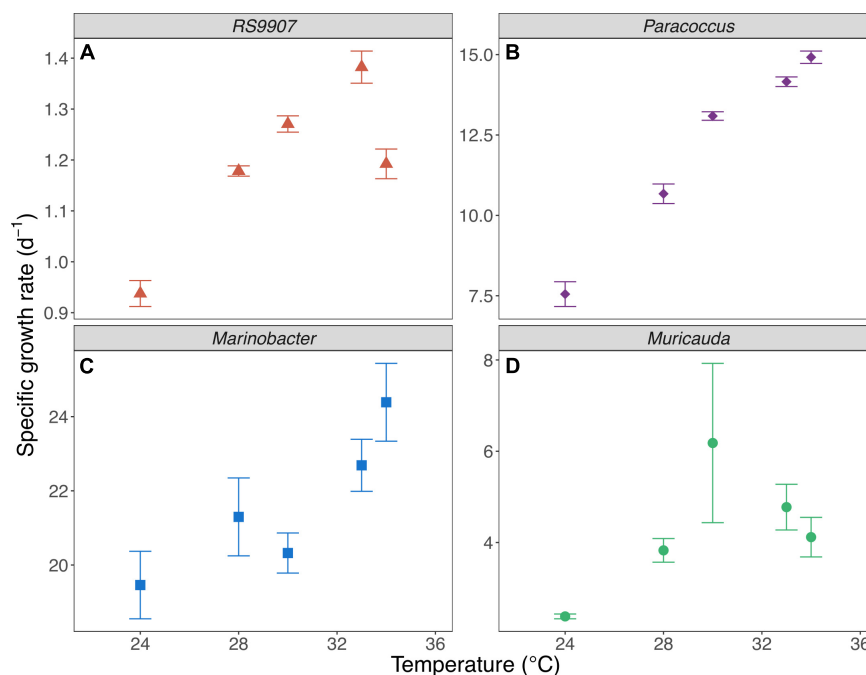 RS9907
Paracoccus
A
B
1.4
1.3
1.2
1.1
1.0
0.9
15.0
12.5
10.0
7.5
Specific growth rate (d⁻¹)
Marinobacter
Muricauda
C
D
24
22
20
8
6
4
24
28
32
36
24
28
32
36
Temperature (°C)